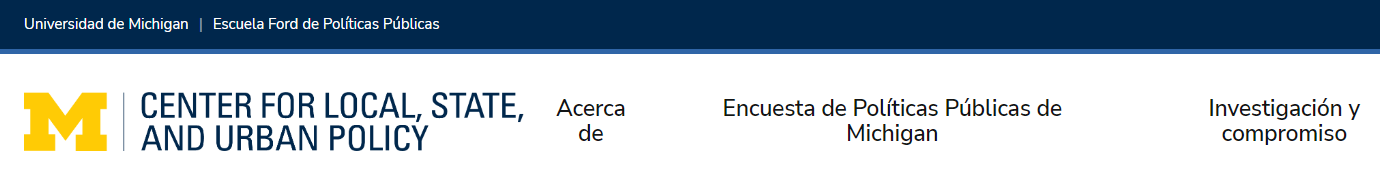 Universidad de Michigan | Escuela Ford de Políticas Públicas
M CENTER FOR LOCAL, STATE,
AND URBAN POLICY
Acerca
de
Encuesta de Políticas Públicas de
Michigan
Investigación y
compromiso